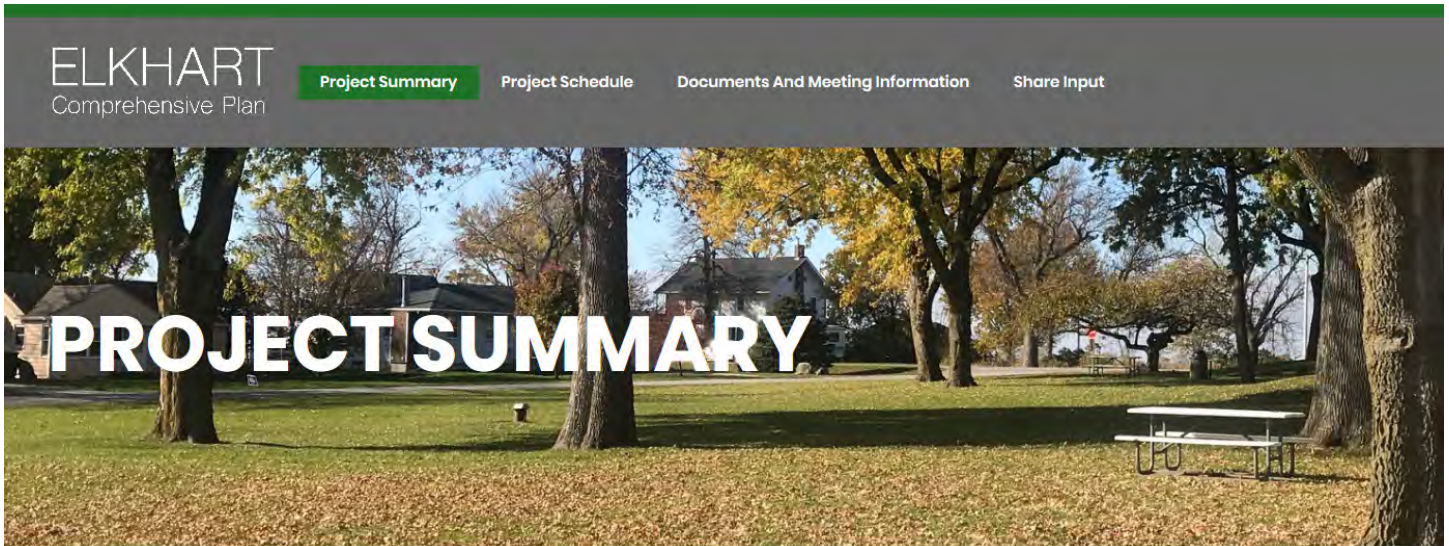 ELKHART
Comprehensive Plan
Project Summary Project Schedule Documents And Meeting Information Share Input
PROJECT SUMMARY